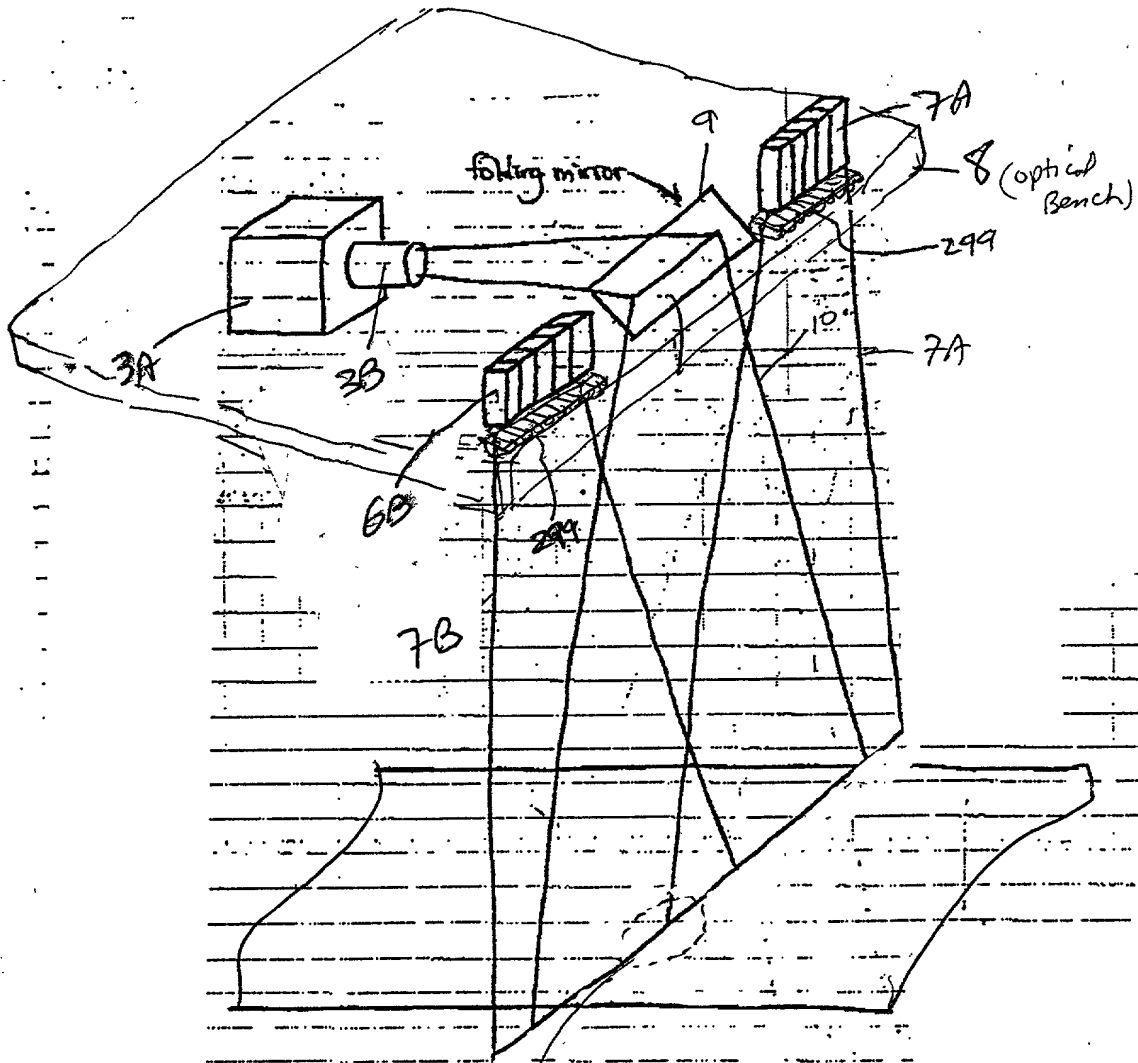 7A
9
folding mirror
8 (optical
Bench)
299
10'
7A
3A
3B
6B
299
7B